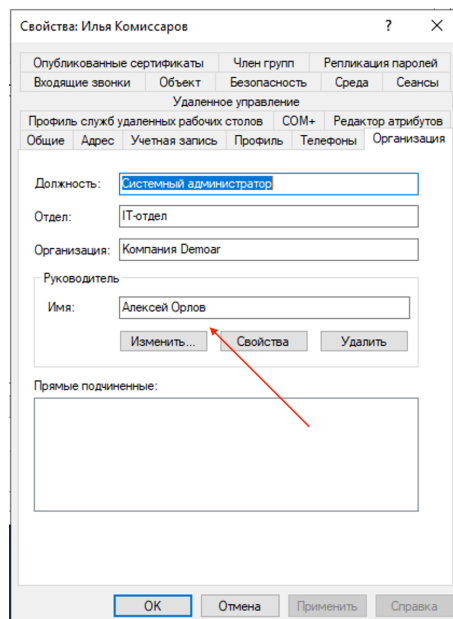 Свойства: Илья Комиссаров
Опубликованные сертификаты Член групп Репликация паролей
Входящие звонки Объект Безопасность Среда Сеансы
Удаленное управление
Профиль служб удаленных рабочих столов COM+ Редактор атрибутов
Общие Адрес Учетная запись Профиль Телефоны Организация
Должность: Системный администратор
Отдел: IT-отдел
Организация: Компания Demoar
Руководитель
Имя: Алексей Орлов
Изменить... Свойства Удалить
Прямые подчиненные:
OK Отмена Применить Справка